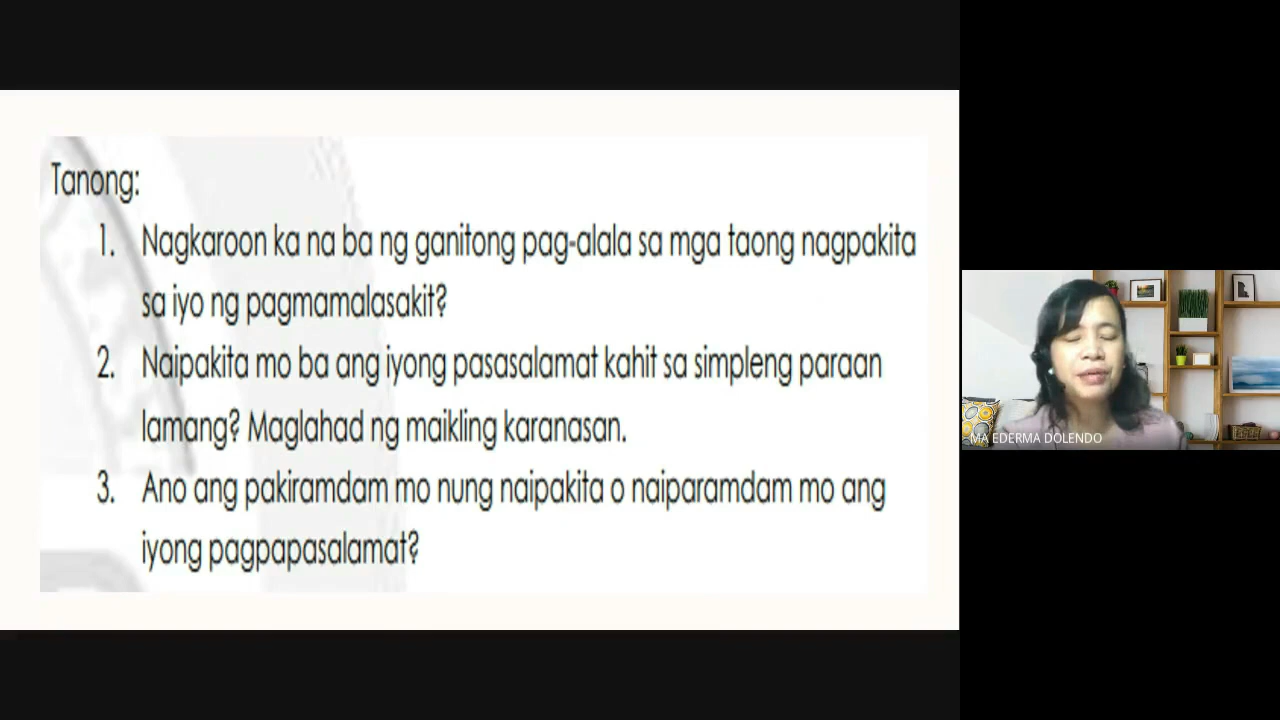 Tanong:
1. Nagkaroon ka na ba ng ganitong pag-alala sa mga taong nagpakita
sa iyo ng pagmamalasakit?
2. Naipakita mo ba ang iyong pasasalamat kahit sa simpleng paraan
lamang? Maglahad ng maikling karanasan.
3. Ano ang pakiramdam mo nung naipakita o naiparamdam mo ang
iyong pagpapasalamat?
MA EDERMA DOLENDO